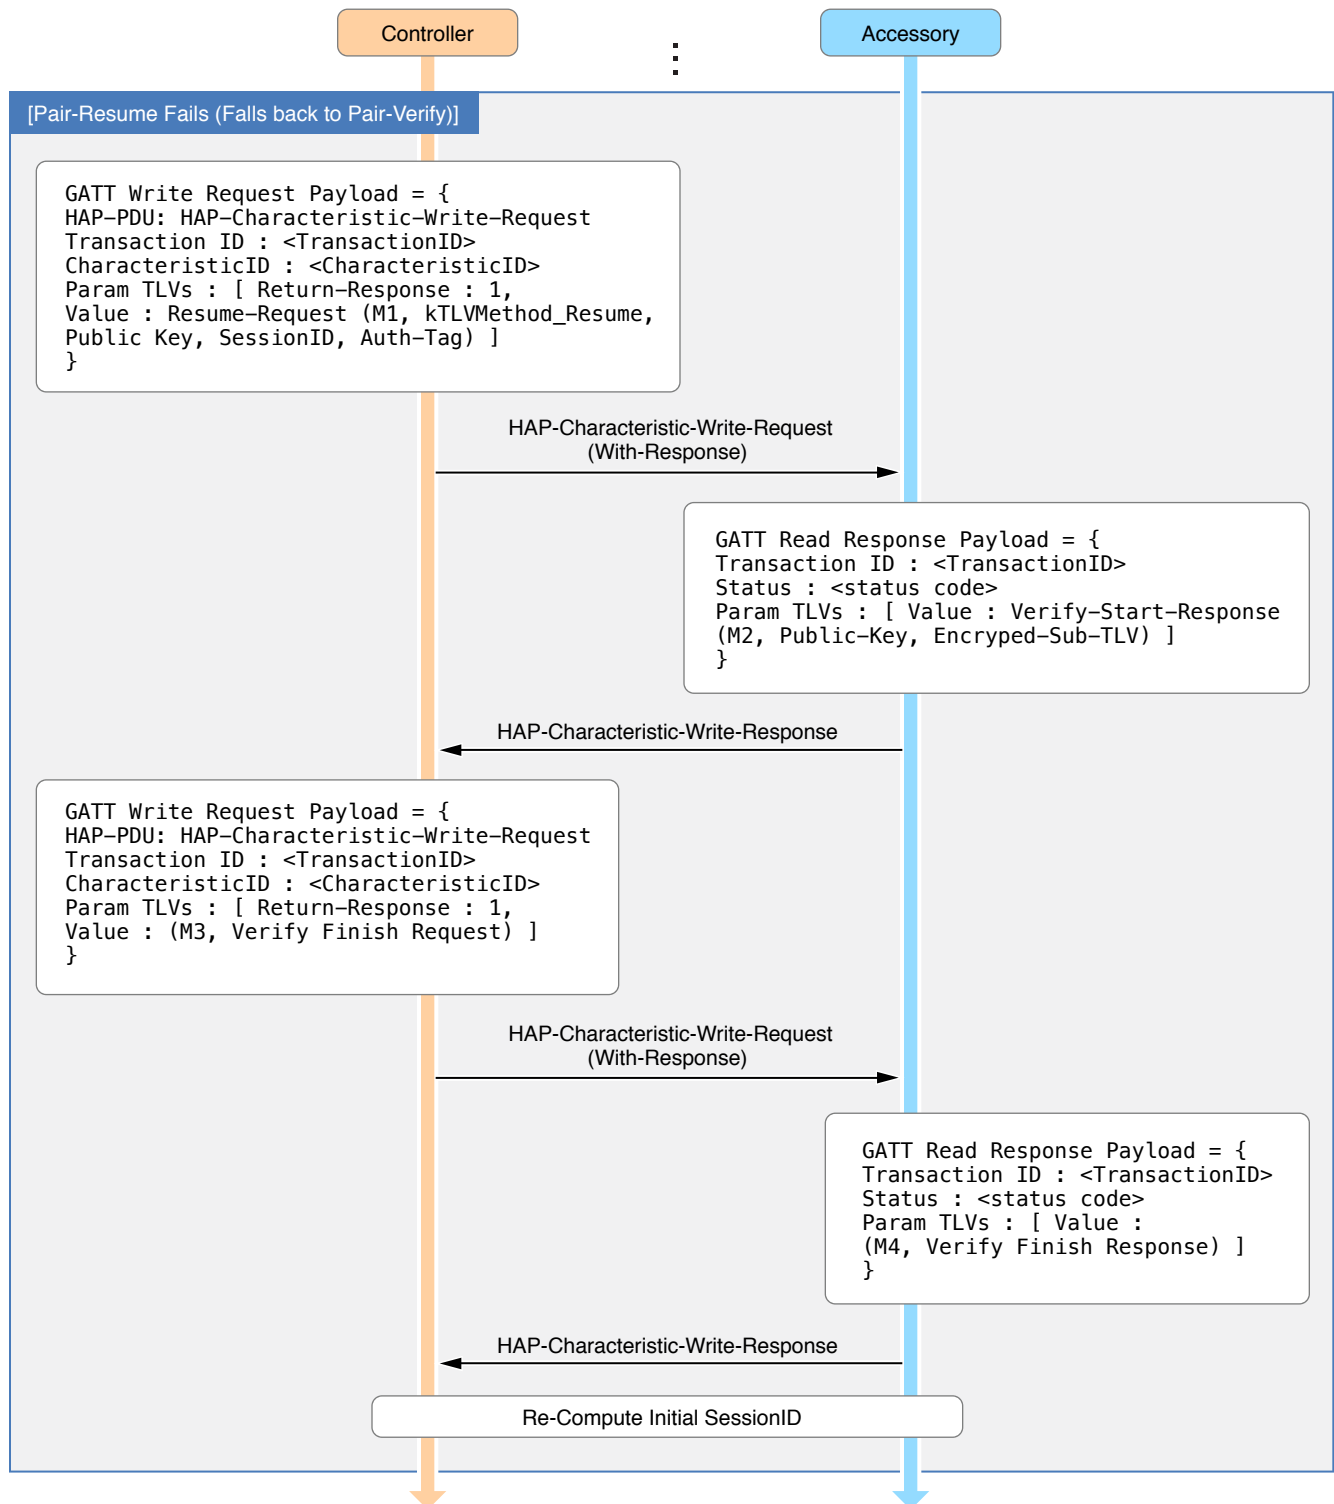 Controller
Accessory
[Pair-Resume Fails (Falls back to Pair-Verify)]
GATT Write Request Payload = {
HAP-PDU: HAP-Characteristic-Write-Request
Transaction ID : <TransactionID>
CharacteristicID : <CharacteristicID>
Param TLVs : [ Return-Response : 1,
Value : Resume-Request (M1, kTLVMethod_Resume,
Public Key, SessionID, Auth-Tag) ]
}
HAP-Characteristic-Write-Request
(With-Response)
GATT Read Response Payload = {
Transaction ID : <TransactionID>
Status : <status code>
Param TLVs : [ Value : Verify-Start-Response
(M2, Public-Key, Encryped-Sub-TLV) ]
}
HAP-Characteristic-Write-Response
GATT Write Request Payload = {
HAP-PDU: HAP-Characteristic-Write-Request
Transaction ID : <TransactionID>
CharacteristicID : <CharacteristicID>
Param TLVs : [ Return-Response : 1,
Value : (M3, Verify Finish Request) ]
}
HAP-Characteristic-Write-Request
(With-Response)
GATT Read Response Payload = {
Transaction ID : <TransactionID>
Status : <status code>
Param TLVs : [ Value :
(M4, Verify Finish Response) ]
}
HAP-Characteristic-Write-Response
Re-Compute Initial SessionID